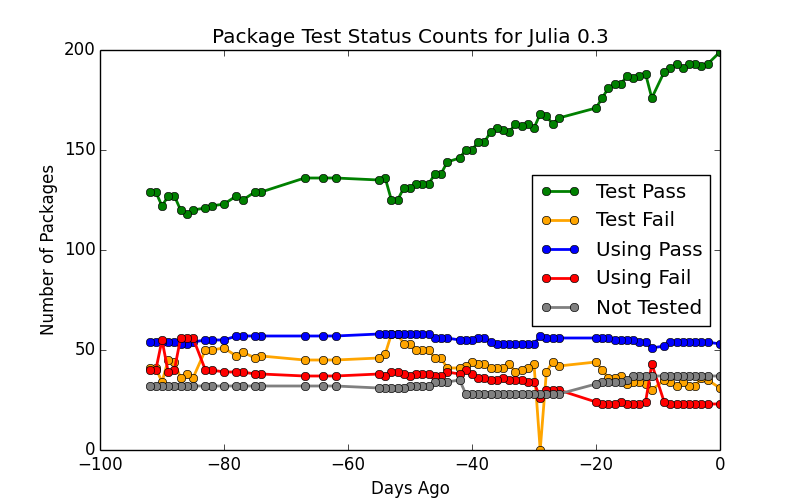 Package Test Status Counts for Julia 0.3
200
150
100
50
0
Number of Packages
Test Pass
Test Fail
Using Pass
Using Fail
Not Tested
−100 −80 −60 −40 −20 0
Days Ago